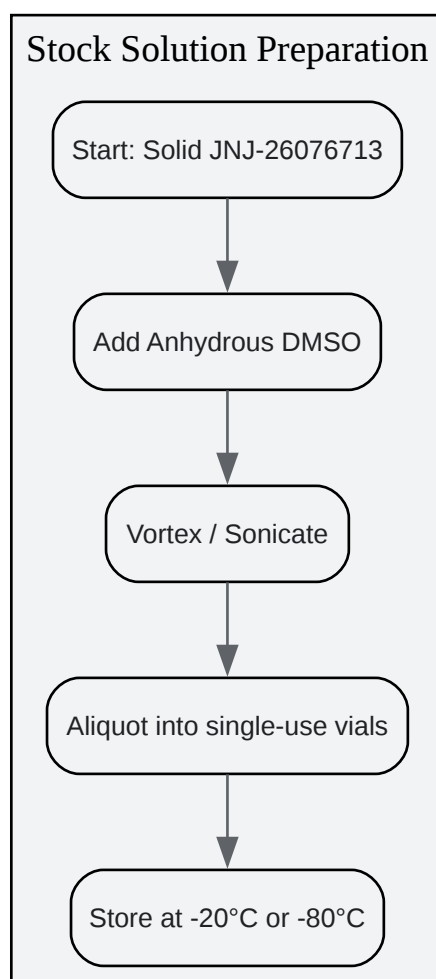 Stock Solution Preparation
Start: Solid JNJ-26076713
Add Anhydrous DMSO
Vortex / Sonicate
Aliquot into single-use vials
Store at -20°C or -80°C